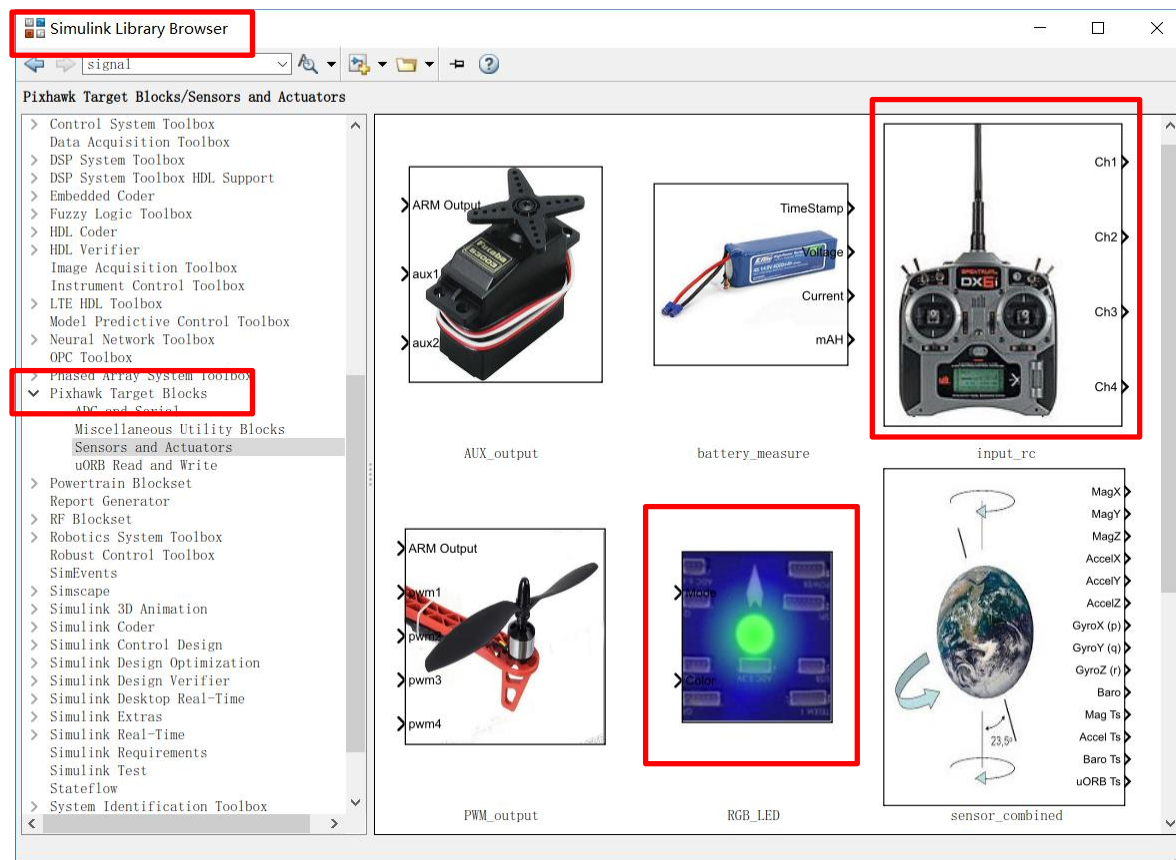 Simulink Library Browser
signal
Pixhawk Target Blocks/Sensors and Actuators
Control System Toolbox
Data Acquisition Toolbox
DSP System Toolbox
DSP System Toolbox HDL Support
Embedded Coder
Fuzzy Logic Toolbox
HDL Coder
HDL Verifier
Image Acquisition Toolbox
Instrument Control Toolbox
LTE HDL Toolbox
Model Predictive Control Toolbox
Neural Network Toolbox
OPC Toolbox
Phased Array System Toolbox
Pixhawk Target Blocks
ADC and Serial
Miscellaneous Utility Blocks
Sensors and Actuators
uORB Read and Write
Powertrain Blockset
Report Generator
RF Blockset
Robotics System Toolbox
Robust Control Toolbox
SimEvents
Simscape
Simulink 3D Animation
Simulink Coder
Simulink Control Design
Simulink Design Optimization
Simulink Design Verifier
Simulink Desktop Real-Time
Simulink Extras
Simulink Real-Time
Simulink Requirements
Simulink Test
Stateflow
System Identification Toolbox
ARM Output
aux1
aux2
Futaba
S3003
AUX_output
TimeStamp
Voltage
Current
mAH
battery_measure
Ch1
Ch2
Ch3
Ch4
SPEKTRUM
DX6i
input_rc
ARM Output
pwm1
pwm2
pwm3
pwm4
PWM_output
Mode
Color
RGB_LED
MagX
MagY
MagZ
AccelX
AccelY
AccelZ
GyroX (p)
GyroY (q)
GyroZ (r)
Baro
Mag Ts
Accel Ts
Baro Ts
uORB Ts
23,5º
sensor_combined